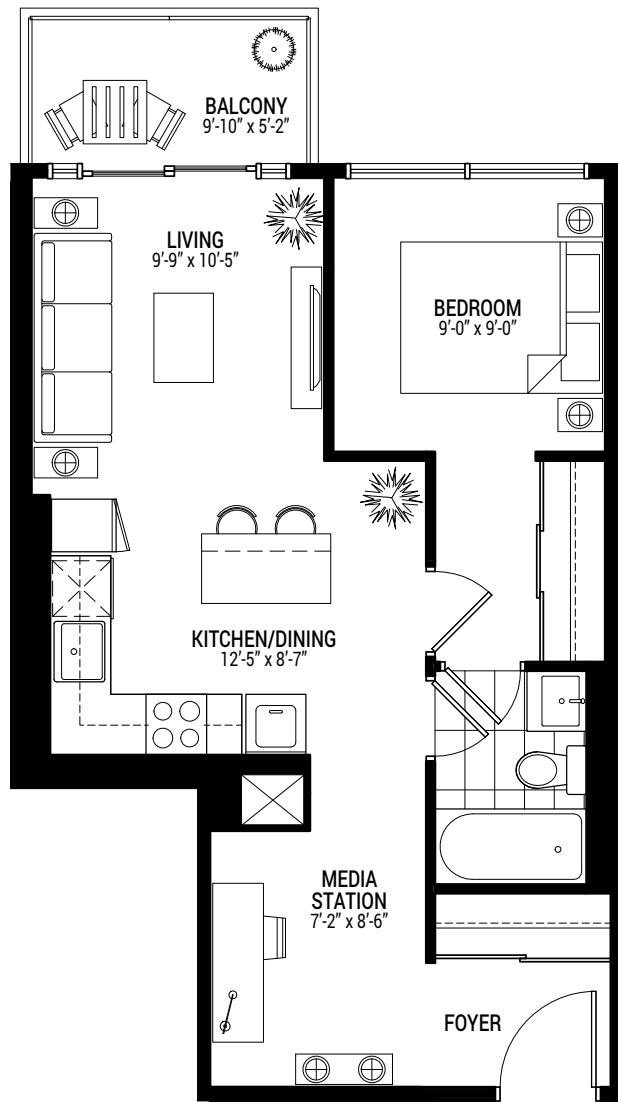 BALCONY
9'-10” x 5'-2”
LIVING
9'-9” x 10'-5”
BEDROOM
9'-0” x 9'-0”
KITCHEN/DINING
12'-5” x 8'-7”
MEDIA
STATION
7'-2” x 8'-6”
FOYER